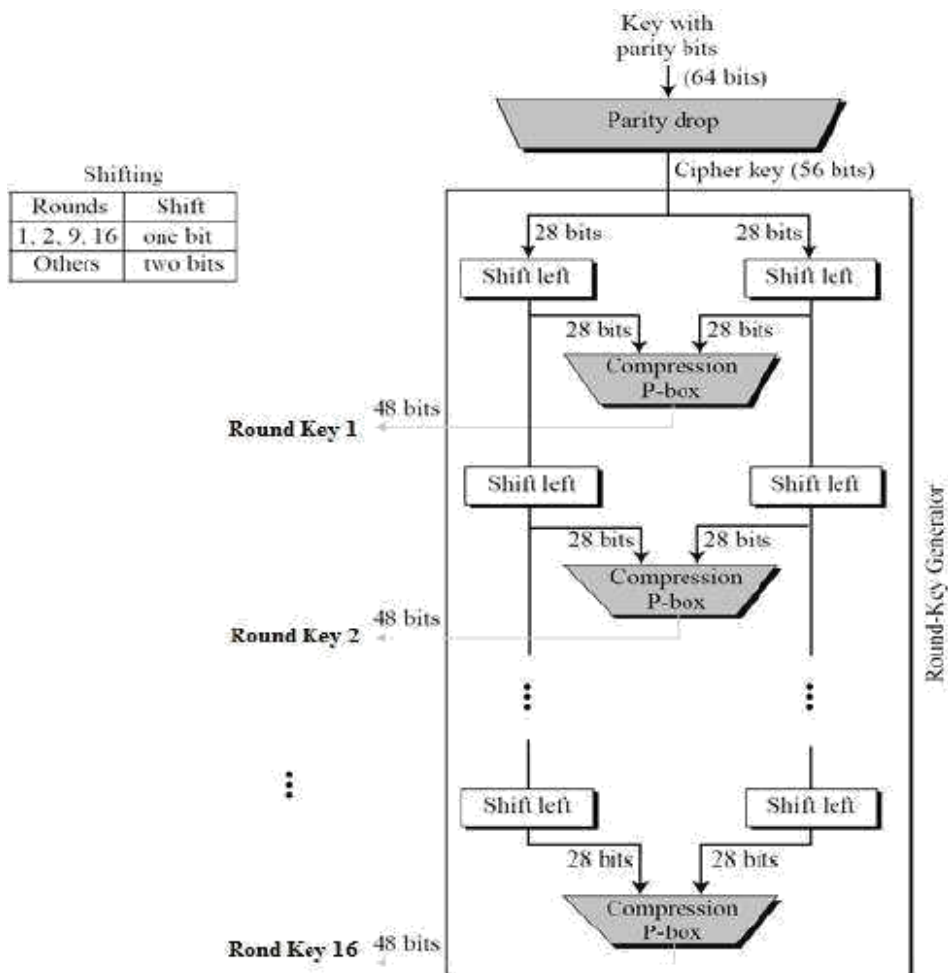 Key with
parity bits
(64 bits)
Parity drop
Cipher key (56 bits)
Shifting
Rounds Shift
1, 2, 9, 16 one bit
Others two bits
28 bits 28 bits
Shift left Shift left
28 bits 28 bits
Compression
P-box
48 bits
Round Key 1
Shift left Shift left
28 bits 28 bits
Compression
P-box
48 bits
Round Key 2
Round-Key Generator
Shift left Shift left
28 bits 28 bits
Compression
P-box
48 bits
Rond Key 16